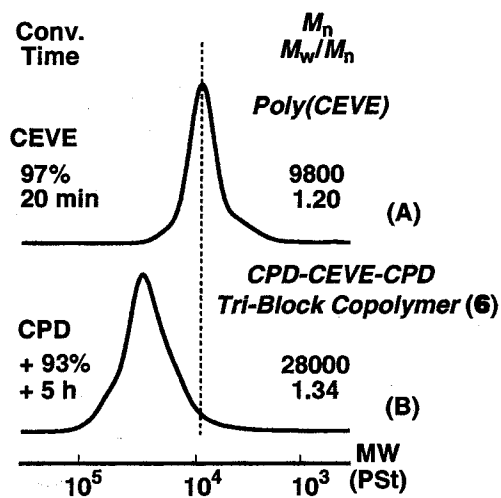 Conv.
Time
Mn
Mw/Mn
Poly(CEVE)
CEVE
97%
20 min
9800
1.20
(A)
CPD-CEVE-CPD
Tri-Block Copolymer (6)
CPD
+ 93%
+ 5 h
28000
1.34
(B)
MW
(PSt)
10⁵
10⁴
10³